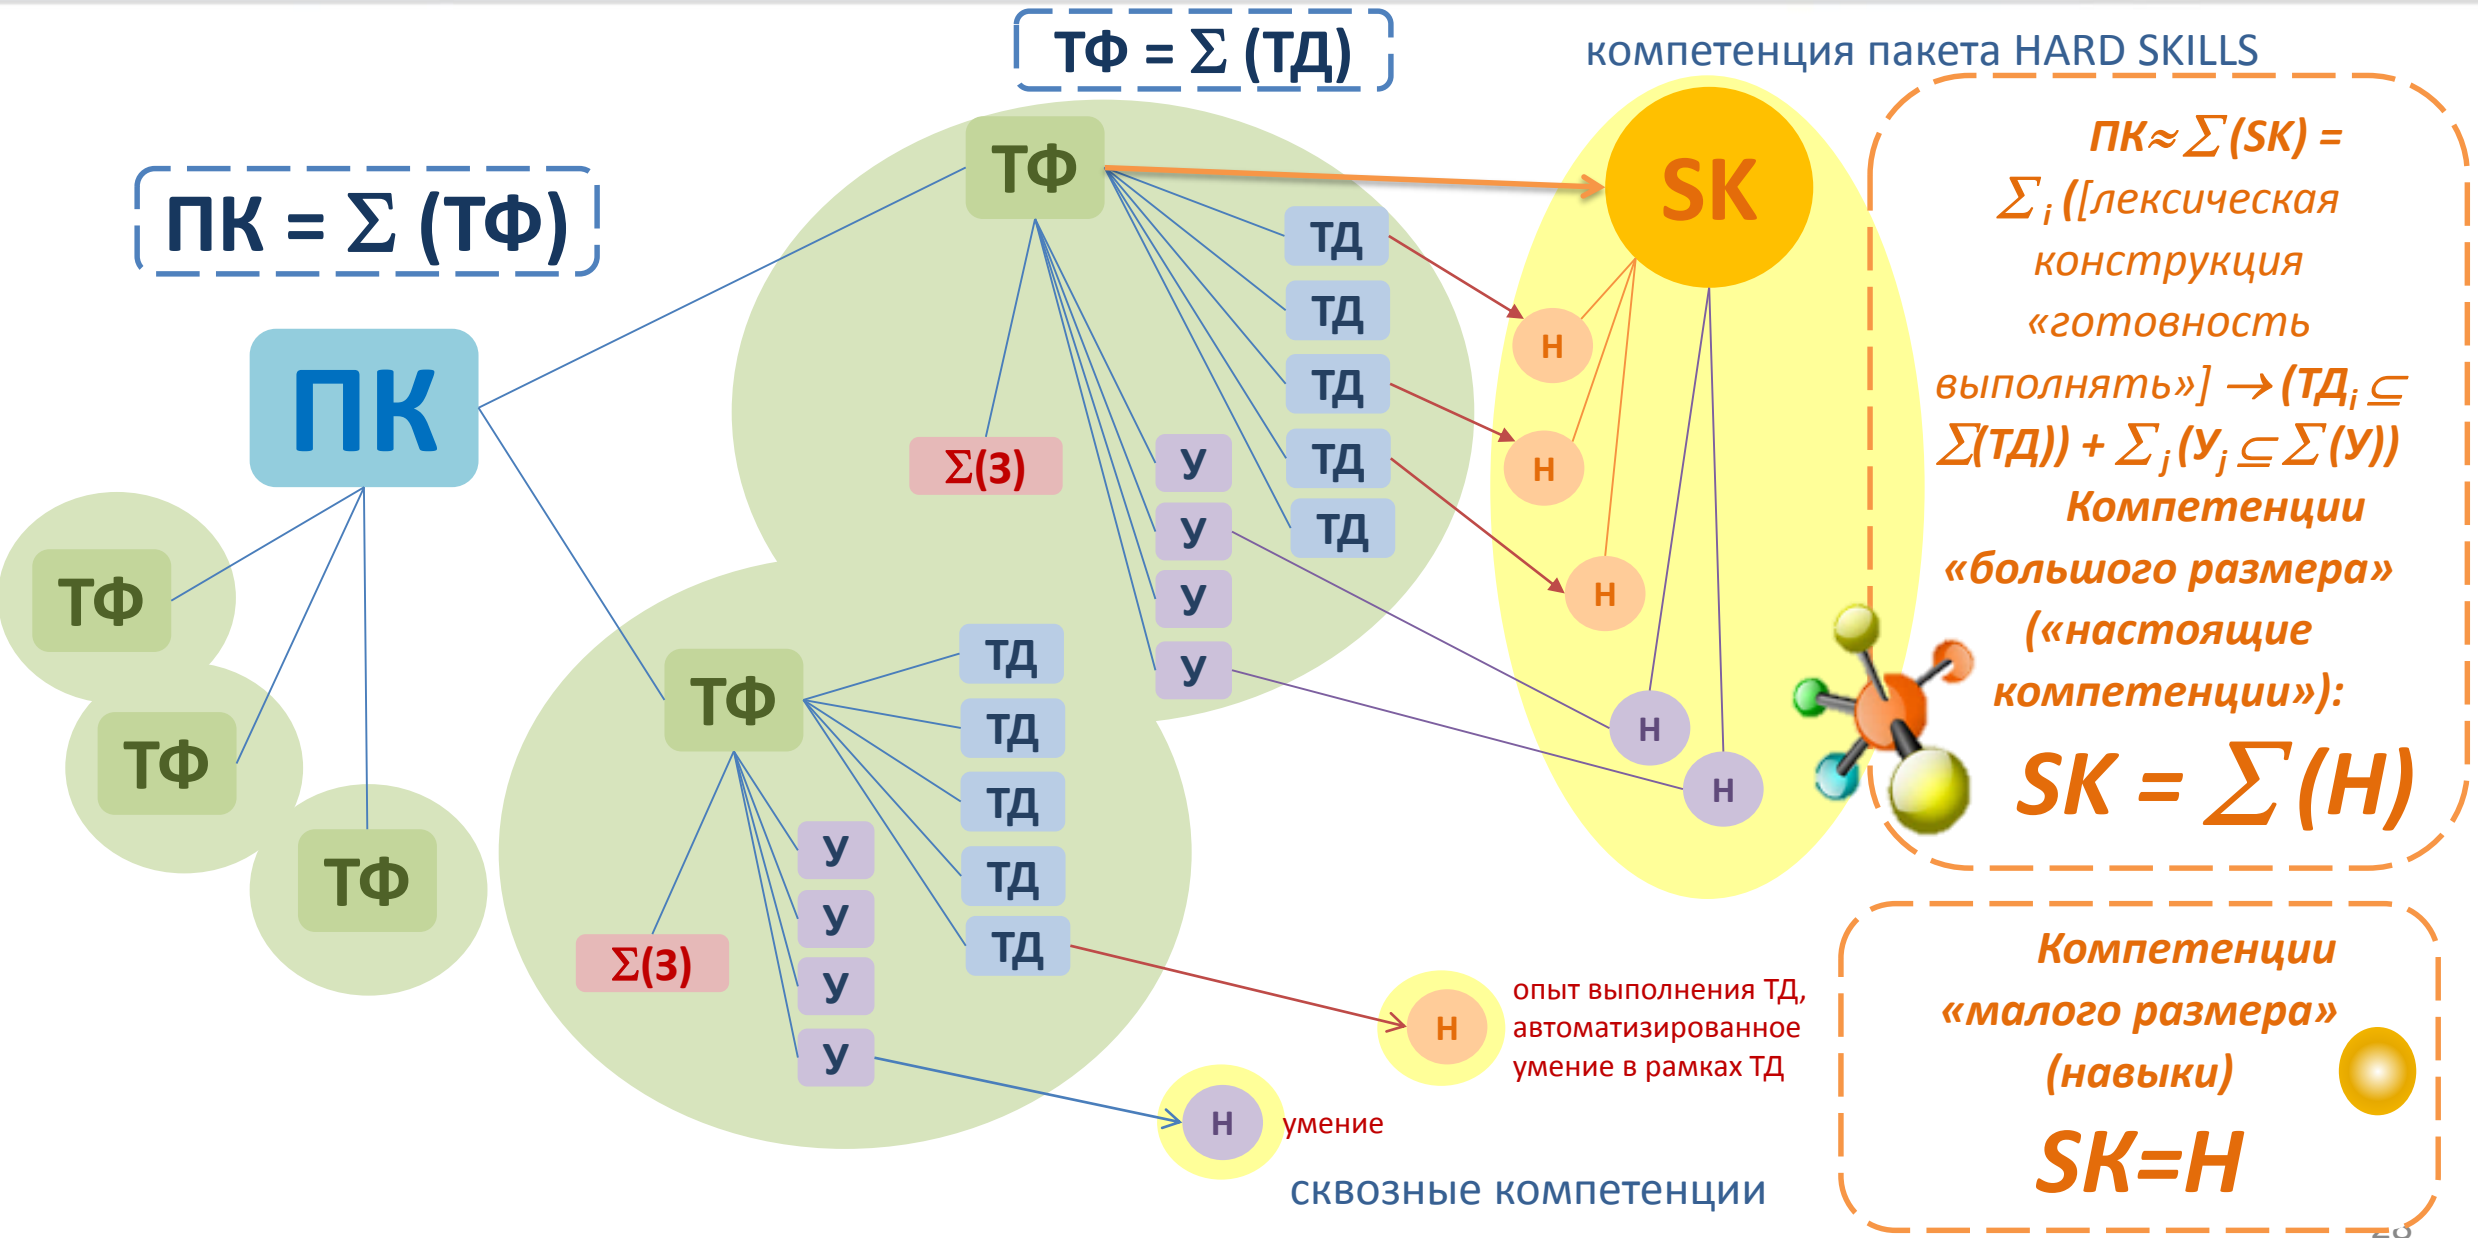 ТФ = Σ (ТД)
компетенция пакета HARD SKILLS
ПК = Σ (ТФ)
ПК
ТФ
ТФ
ТФ
ТФ
ТД
ТД
ТД
ТД
ТД
Σ(З)
У
У
У
У
ТФ
ТД
ТД
ТД
ТД
ТД
Σ(З)
У
У
У
У
SK
Н
Н
Н
Н
Н
Н
опыт выполнения ТД,
автоматизированное
умение в рамках ТД
Н
умение
сквозные компетенции
ПК≈ ∑ (SK) =
∑ i ([лексическая
конструкция
«готовность
выполнять»] → (ТДi ⊆
∑(ТД)) + ∑ j (Уj ⊆ ∑ (У))
Компетенции
«большого размера»
(«настоящие
компетенции»):
SK = ∑ (Н)
Компетенции
«малого размера»
(навыки)
SK=Н